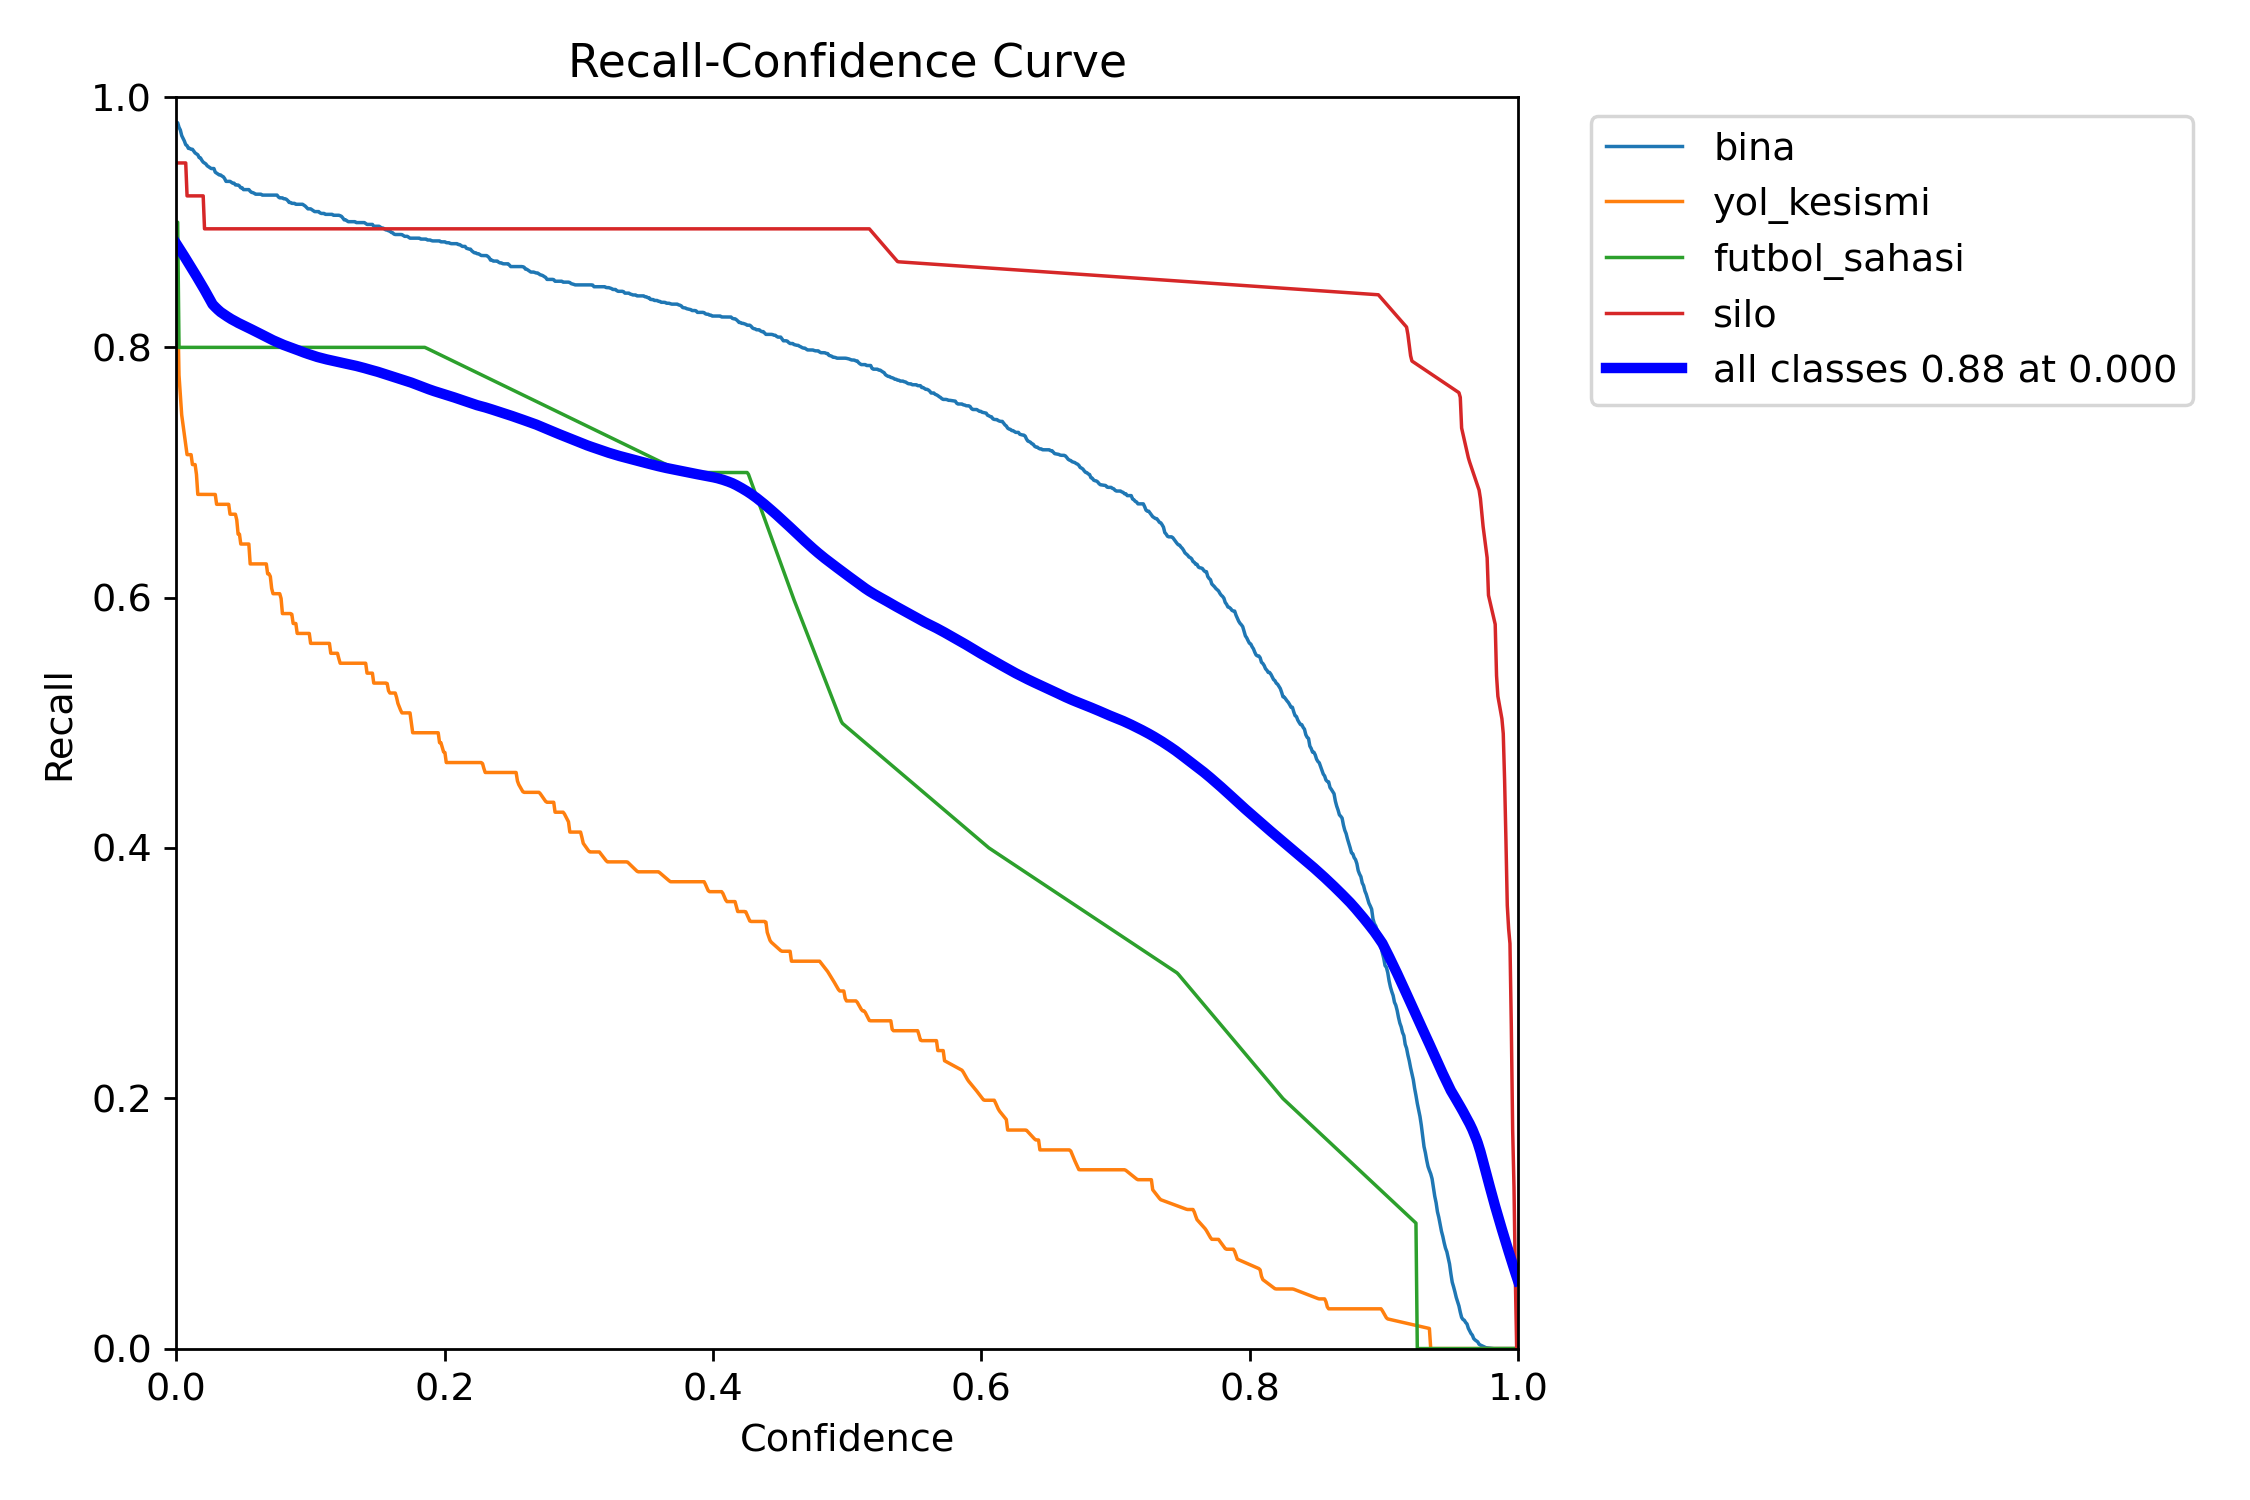 Recall-Confidence Curve
1.0
0.8
0.6
0.4
0.2
0.0
Recall
0.0 0.2 0.4 0.6 0.8 1.0
Confidence
bina
yol_kesismi
futbol_sahasi
silo
all classes 0.88 at 0.000